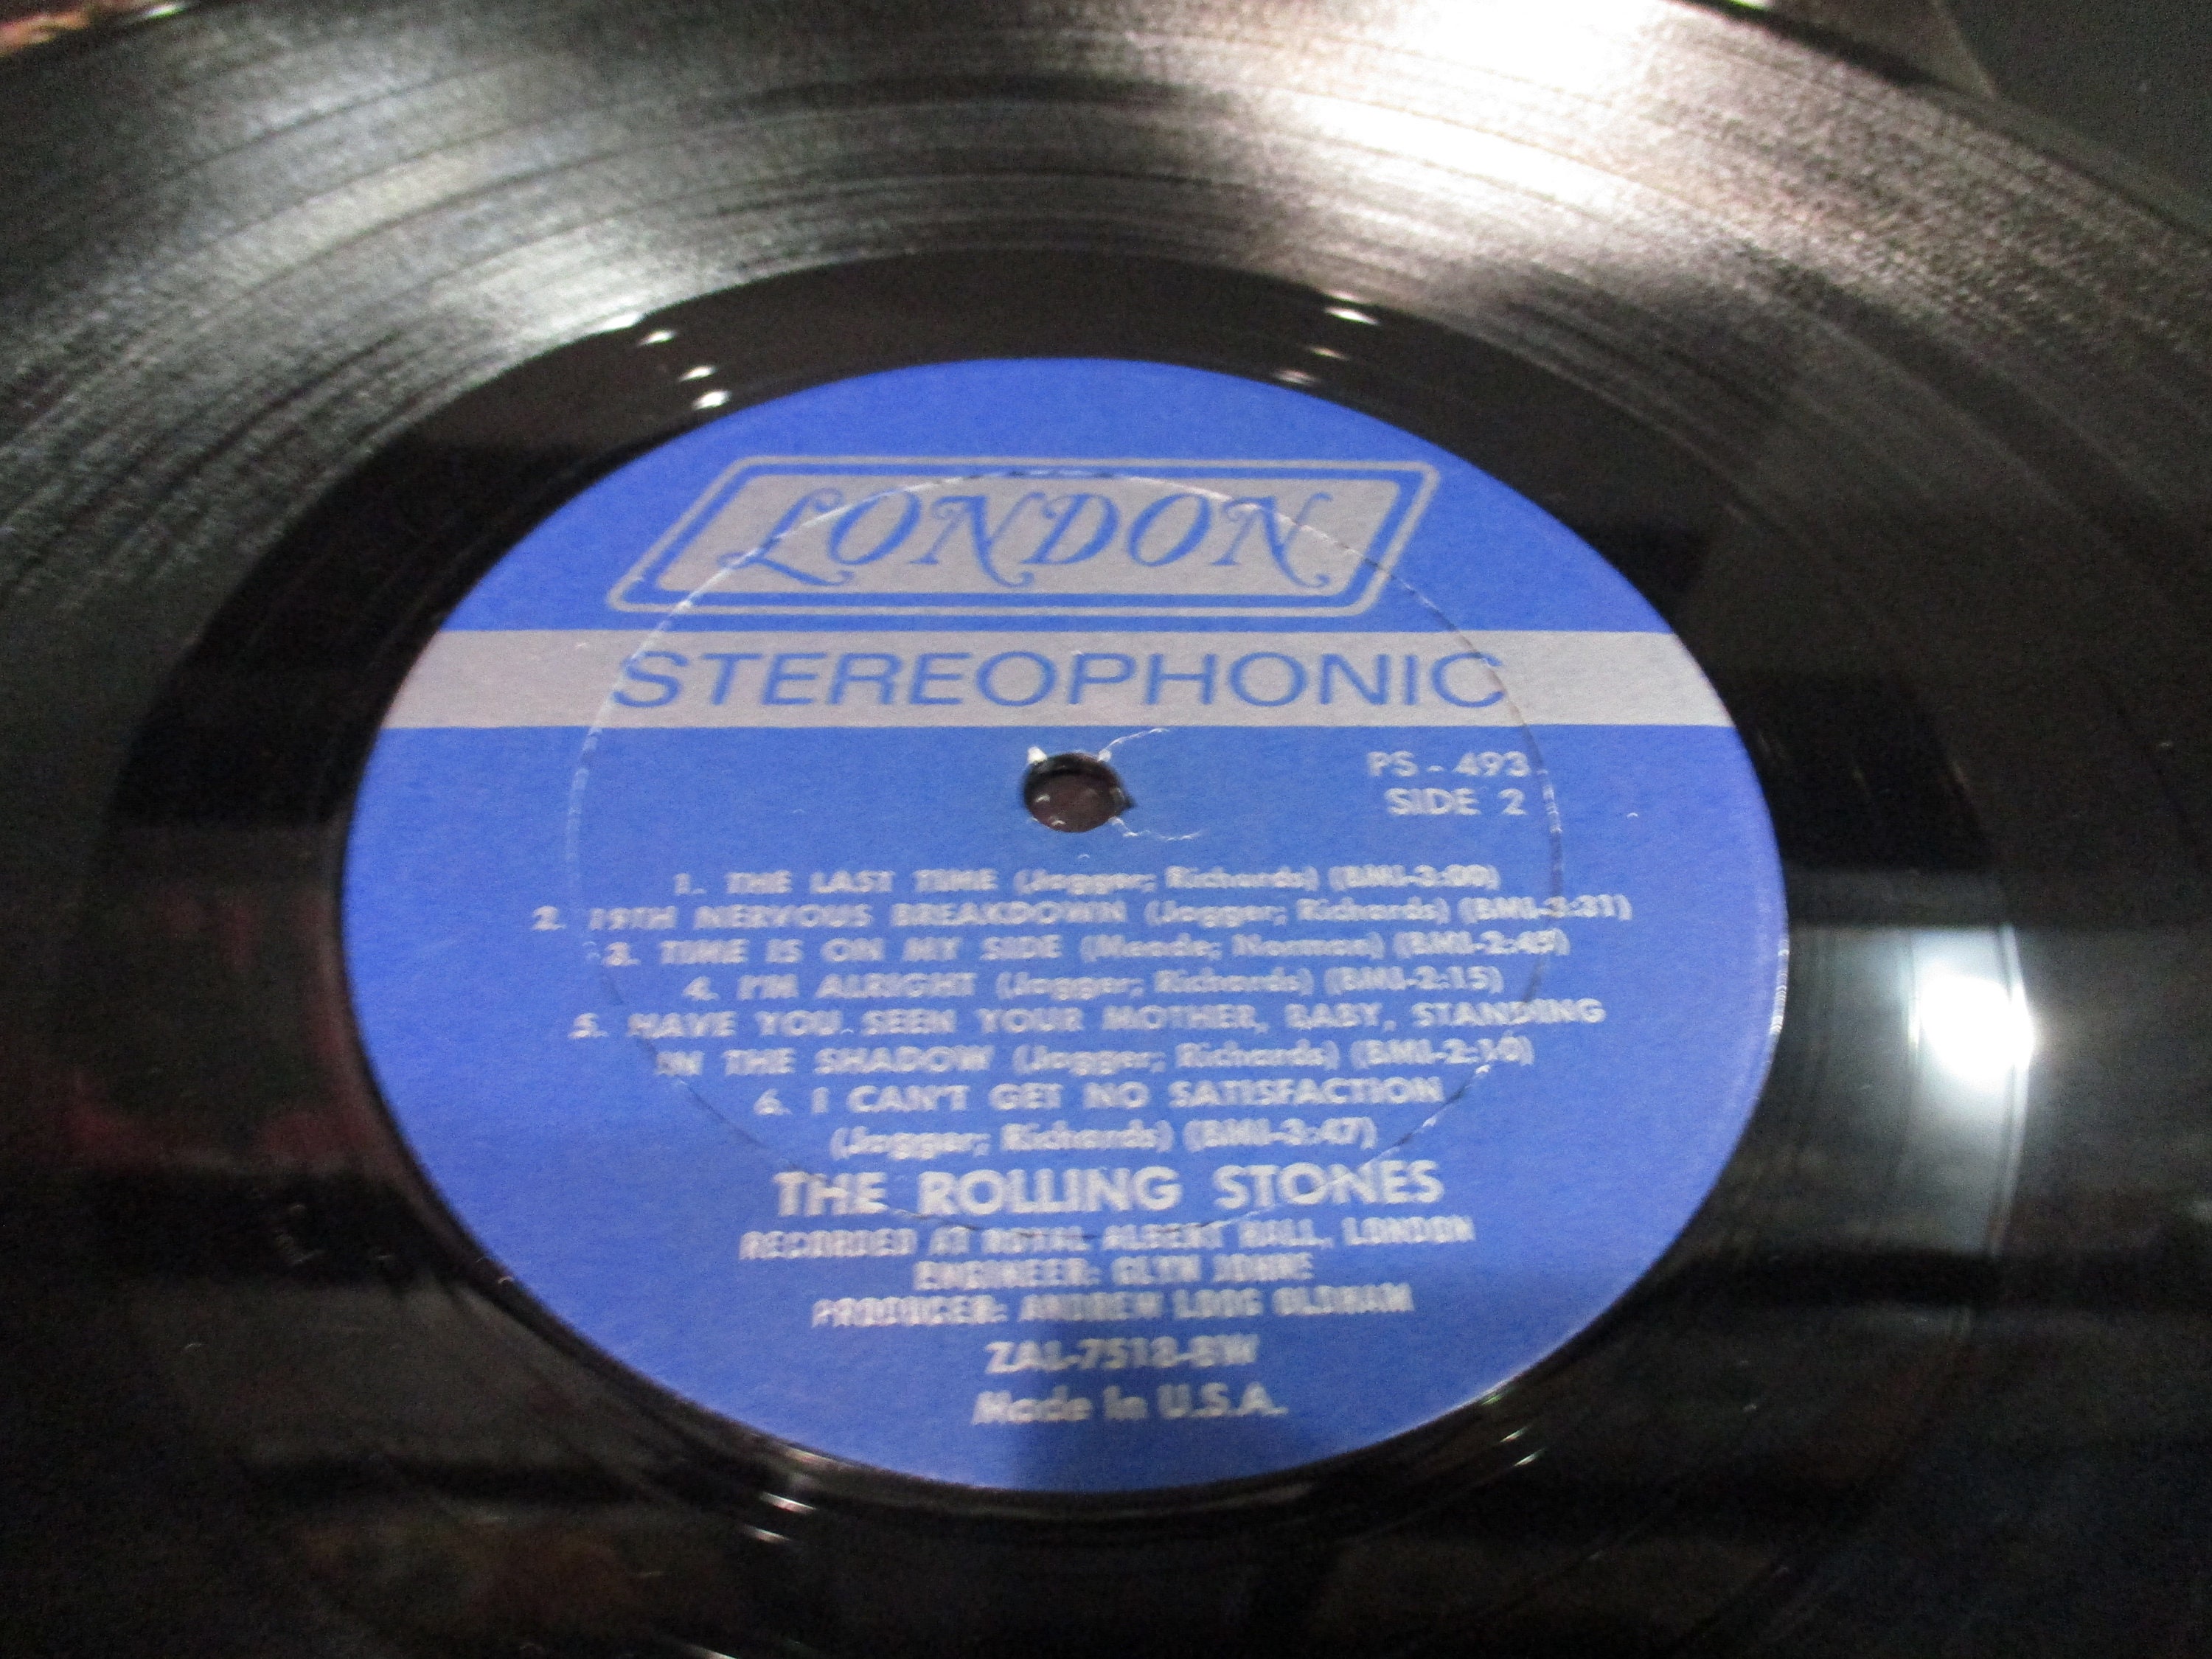 LONDON
STEREOPHONIC
PS - 493
SIDE 2
1. THE LAST TIME (Jagger; Richards) (BMI-3:00)
2. 19TH NERVOUS BREAKDOWN (Jagger; Richards) (BMI-3:31)
3. TIME IS ON MY SIDE (Meade; Norman) (BMI-2:45)
4. I'M ALRIGHT (Jagger; Richards) (BMI-2:15)
5. HAVE YOU SEEN YOUR MOTHER, BABY, STANDING
IN THE SHADOW (Jagger; Richards) (BMI-2:10)
6. I CAN'T GET NO SATISFACTION
(Jagger; Richards) (BMI-3:47)
THE ROLLING STONES
RECORDED AT ROYAL ALBERT HALL, LONDON
ENGINEER: GLYN JOHNE
PRODUCER: ANDREW LOOG OLDHAM
ZAL-7518-BW
Made In U.S.A.